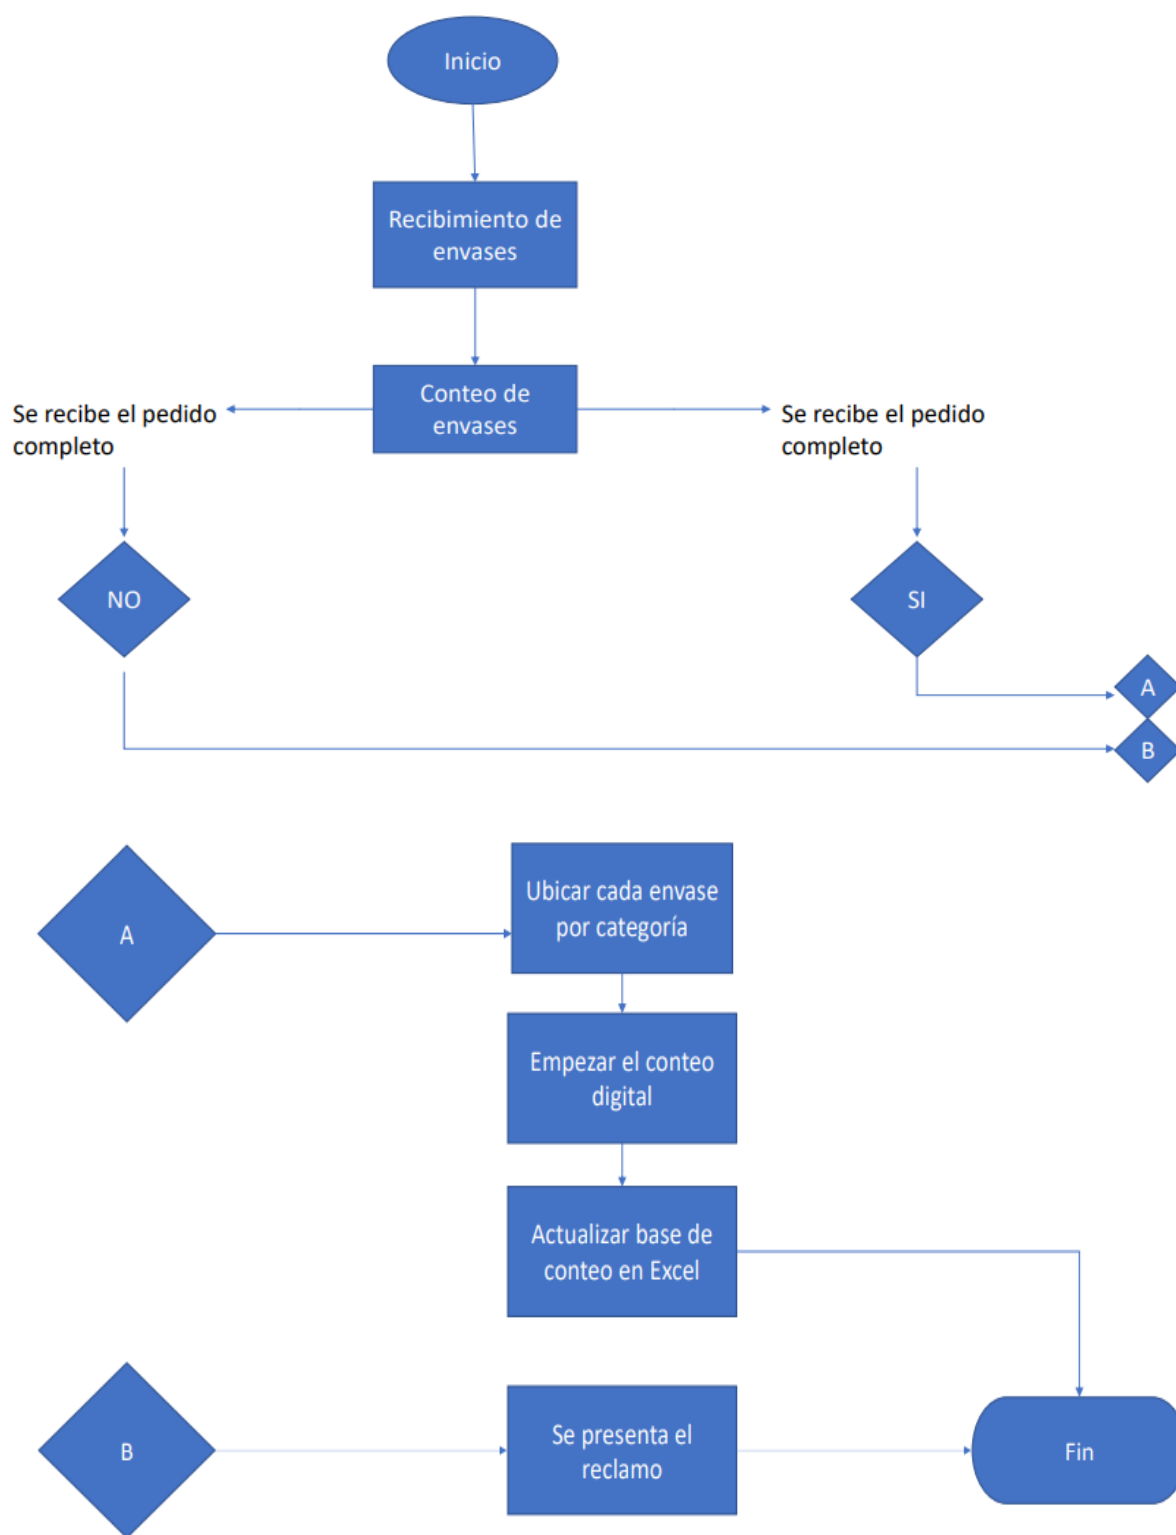 Inicio
Recibimiento de
envases
Conteo de
envases
Se recibe el pedido
completo
Se recibe el pedido
completo
NO
SI
A
B
A
Ubicar cada envase
por categoría
Empezar el conteo
digital
Actualizar base de
conteo en Excel
B
Se presenta el
reclamo
Fin